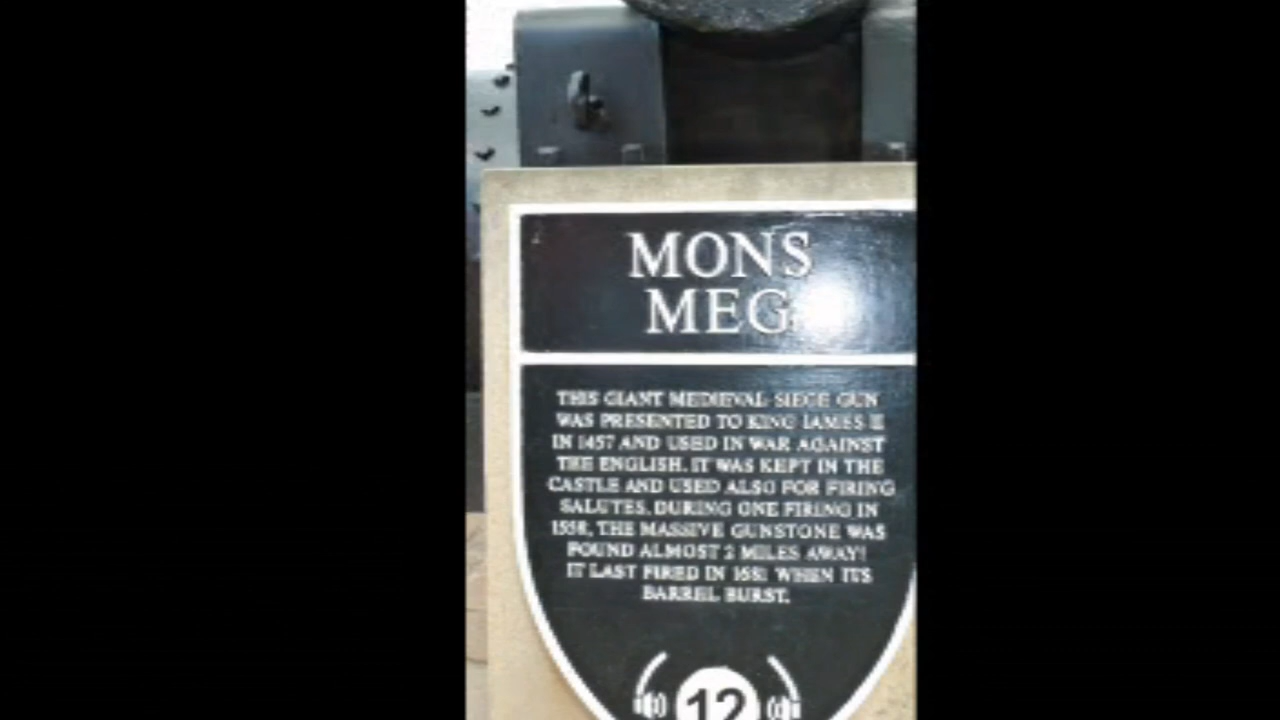 MONS
MEG
THIS GIANT MEDIEVAL SIEGE GUN
WAS PRESENTED TO KING JAMES II
IN 1457 AND USED IN WAR AGAINST
THE ENGLISH. IT WAS KEPT IN THE
CASTLE AND USED ALSO FOR FIRING
SALUTES. DURING ONE FIRING IN
1558, THE MASSIVE GUNSTONE WAS
FOUND ALMOST 2 MILES AWAY!
IT LAST FIRED IN 1681 WHEN ITS
BARREL BURST.
12